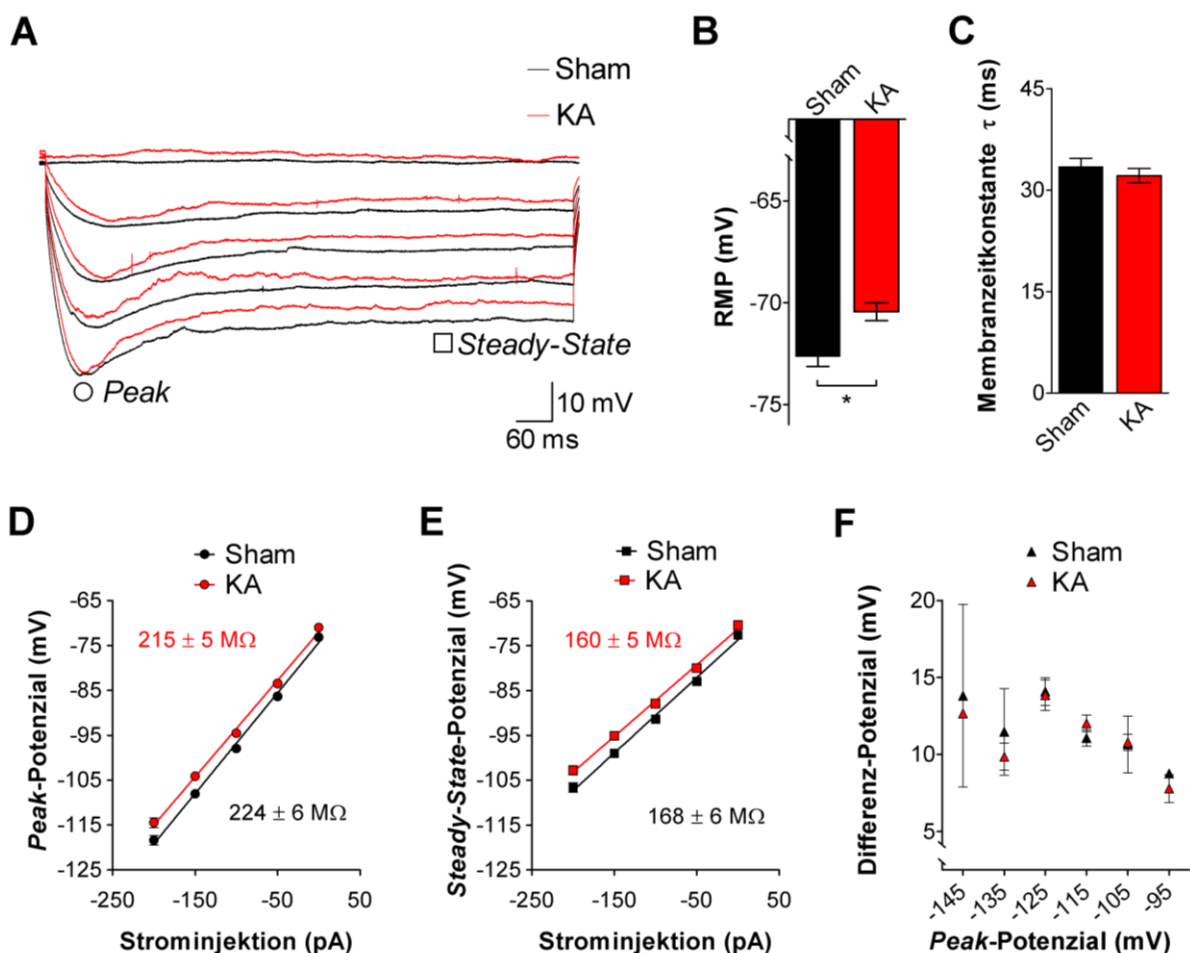 A
Sham
KA
Peak
Steady-State
10 mV
60 ms
B
Sham
KA
RMP (mV)
-65
-70
-75
*
C
Membranzeitkonstante τ (ms)
45
30
15
0
Sham
KA
D
Sham
KA
Peak-Potenzial (mV)
-65
-75
-85
-95
-105
-115
-125
215 ± 5 MΩ
224 ± 6 MΩ
-250
-150
-50
50
Strominjektion (pA)
E
Sham
KA
Steady-State-Potenzial (mV)
-65
-75
-85
-95
-105
-115
-125
160 ± 5 MΩ
168 ± 6 MΩ
-250
-150
-50
50
Strominjektion (pA)
F
Sham
KA
Differenz-Potenzial (mV)
20
15
10
5
-145
-135
-125
-115
-105
-95
Peak-Potenzial (mV)